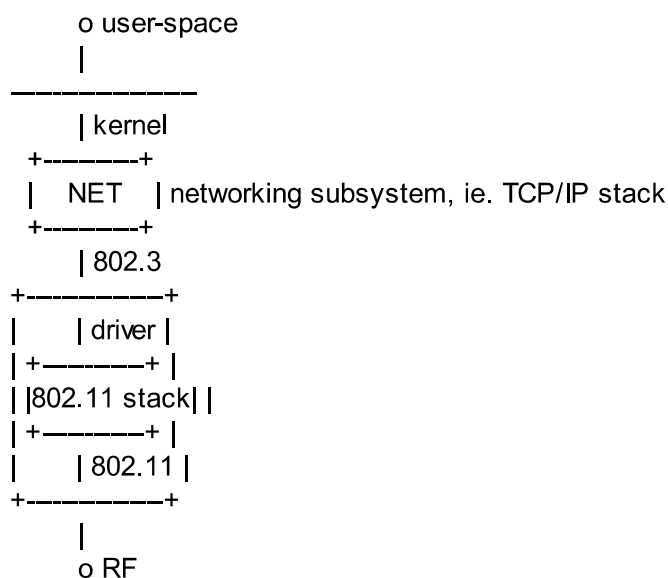 o user-space
|
___________
| kernel
+-------+
| NET | networking subsystem, ie. TCP/IP stack
+-------+
| 802.3
+----------+
| | driver |
| +-------+ |
| |802.11 stack| |
| +-------+ |
| | 802.11 |
+----------+
|
o RF